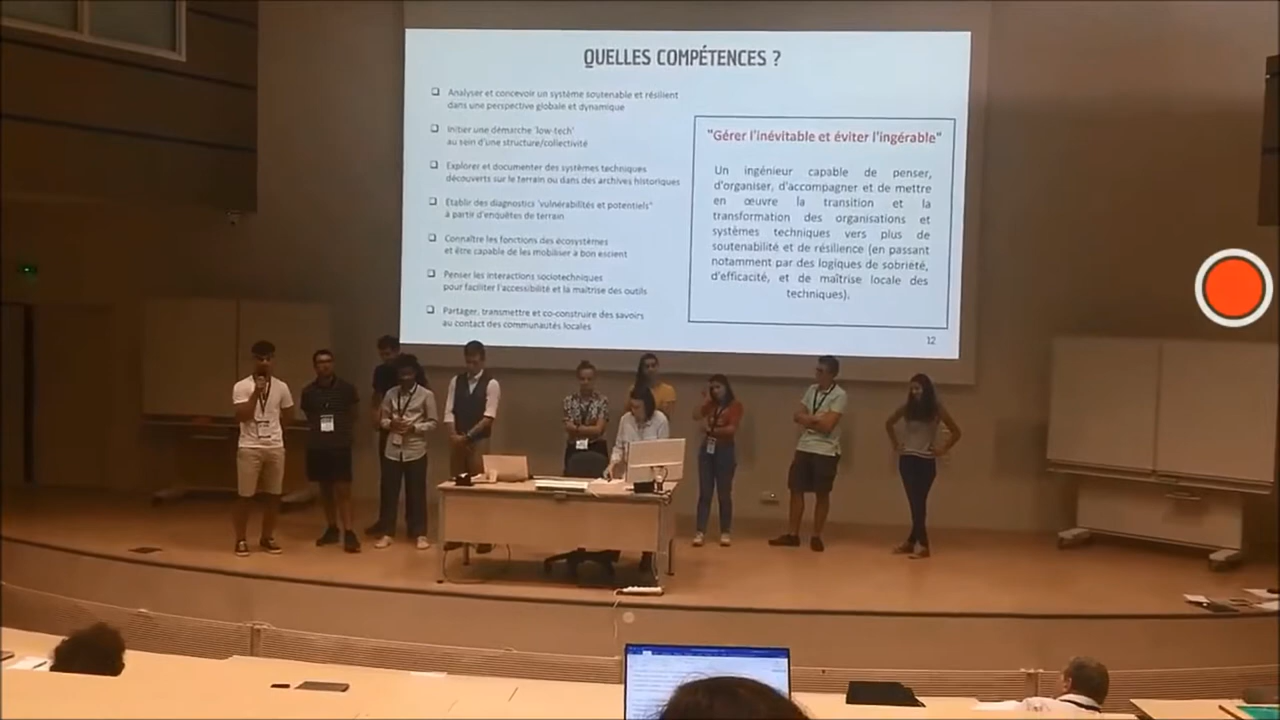 QUELLES COMPÉTENCES ?
❑ Analyser et concevoir un système soutenable et résilient
dans une perspective globale et dynamique
❑ Initier une démarche 'low-tech'
au sein d'une structure/collectivité
❑ Explorer et documenter des systèmes techniques
découverts sur le terrain ou dans des archives historiques
❑ Etablir des diagnostics "vulnérabilités et potentiels"
à partir d'enquêtes de terrain
❑ Connaître les fonctions des écosystèmes
et être capable de les mobiliser à bon escient
❑ Penser les interactions sociotechniques
pour faciliter l'accessibilité et la maîtrise des outils
❑ Partager, transmettre et co-construire des savoirs
au contact des communautés locales
"Gérer l'inévitable et éviter l'ingérable"
Un ingénieur capable de penser,
d'organiser, d'accompagner et de mettre
en œuvre la transition et la
transformation des organisations et
systèmes techniques vers plus de
soutenabilité et de résilience (en passant
notamment par des logiques de sobriété,
d'efficacité, et de maîtrise locale des
techniques).
12